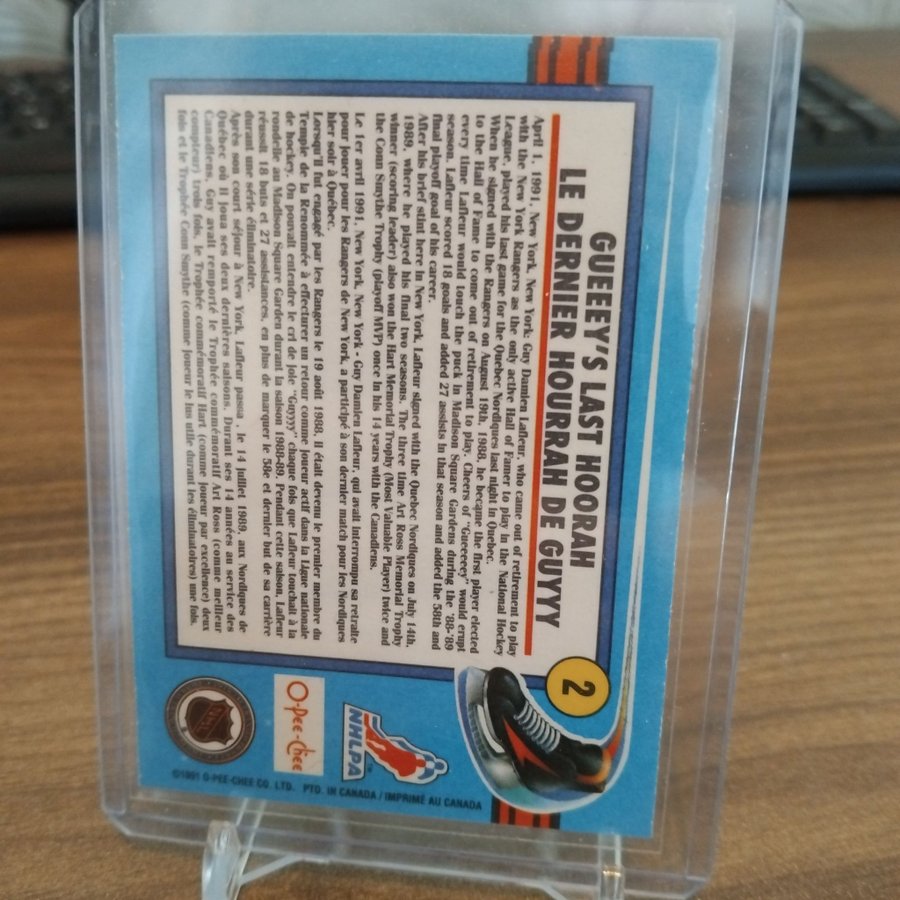 GUEEEY'S LAST HOORAH
LE DERNIER HOURRAH DE GUYYY
2
April 1, 1991, New York, New York: Guy Damien Lafleur, who came out of retirement to play
with the New York Rangers as the only active Hall of Famer to play in the National Hockey
League, played his last game for the Quebec Nordiques last night in Quebec.
When he signed with the Rangers on August 19th, 1988, he became the first player elected
to the Hall of Fame to come out of retirement to play. Cheers of "Gueeeeey" would erupt
every time Lafleur would touch the puck in Madison Square Gardens during the '88-'89
season. Lafleur scored 18 goals and added 27 assists in that season and added the 58th and
final playoff goal of his career.
After his brief stint here in New York, Lafleur signed with the Quebec Nordiques on July 14th,
1989, where he played his final two seasons. The three time Art Ross Memorial Trophy
winner (scoring leader) also won the Hart Memorial Trophy (Most Valuable Player) twice and
the Conn Smythe Trophy (playoff MVP) once in his 14 years with the Canadiens.
Le 1er avril 1991, New York, New York - Guy Damien Lafleur, qui avait interrompu sa retraite
pour jouer pour les Rangers de New York, a participé à son dernier match pour les Nordiques
hier soir à Québec.
Lorsqu'il fut engagé par les Rangers le 19 août 1988, il était devenu le premier membre du
Temple de la Renommée à effectuer un retour comme joueur actif dans la Ligue nationale
de hockey. On pouvait entendre le cri de joie "Guyyyy" chaque fois que Lafleur touchait à la
rondelle au Madison Square Garden durant la saison 1988-89. Pendant cette saison, Lafleur
réussit 18 buts et 27 assistances, en plus de marquer le 58e et dernier but de sa carrière
durant une série éliminatoire.
Après son court séjour à New York, Lafleur passa , le 14 juillet 1989, aux Nordiques de
Québec où il joua ses deux dernières saisons. Durant ses 14 années au service des
Canadiens, Guy avait remporté le Trophée commémoratif Art Ross (comme meilleur
compteur) trois fois, le Trophée commémoratif Hart (comme joueur par excellence) deux
fois et le Trophée Conn Smythe (comme joueur le lus utile durant les éliminatoires) une fois.
NHLPA
TM
O-Pee-Chee
NHL
©1991 O-PEE-CHEE CO. LTD. PTD. IN CANADA / IMPRIMÉ AU CANADA